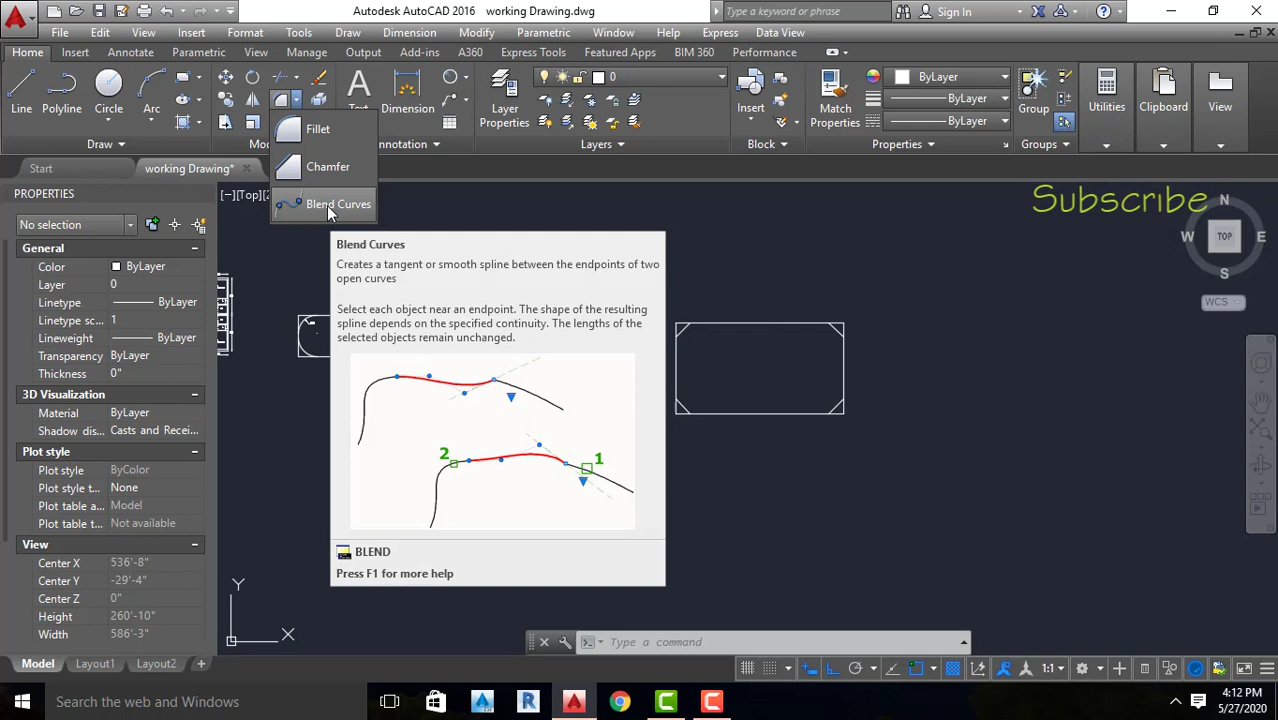 Autodesk AutoCAD 2016 working Drawing.dwg
Type a keyword or phrase
Sign In
File Edit View Insert Format Tools Draw Dimension Modify Parametric Window Help Express Data View
Home Insert Annotate Parametric View Manage Output Add-ins A360 Express Tools Featured Apps BIM 360 Performance
Line Polyline Circle Arc
Dimension
Layer
Properties
0
Insert
Match
Properties
ByLayer
ByLayer
ByLayer
Group
Utilities
Clipboard
View
Draw
Layers
Block
Properties
Groups
Fillet
Chamfer
Blend Curves
Start
working Drawing*
PROPERTIES
[−][Top]
No selection
General
Color ByLayer
Layer 0
Linetype ByLayer
Linetype sc... 1
Lineweight ByLayer
Transparency ByLayer
Thickness 0"
3D Visualization
Material ByLayer
Shadow dis... Casts and Recei...
Plot style
Plot style ByColor
Plot style t... None
Plot table a... Model
Plot table t... Not available
View
Center X 536'-8"
Center Y -29'-4"
Center Z 0"
Height 260'-10"
Width 586'-3"
Blend Curves
Creates a tangent or smooth spline between the endpoints of two
open curves
Select each object near an endpoint. The shape of the resulting
spline depends on the specified continuity. The lengths of the
selected objects remain unchanged.
2
1
BLEND
Press F1 for more help
Subscribe
N
W TOP E
S
WCS
Y
X
Type a command
Model Layout1 Layout2 +
1:1
Search the web and Windows
4:12 PM
5/27/2020